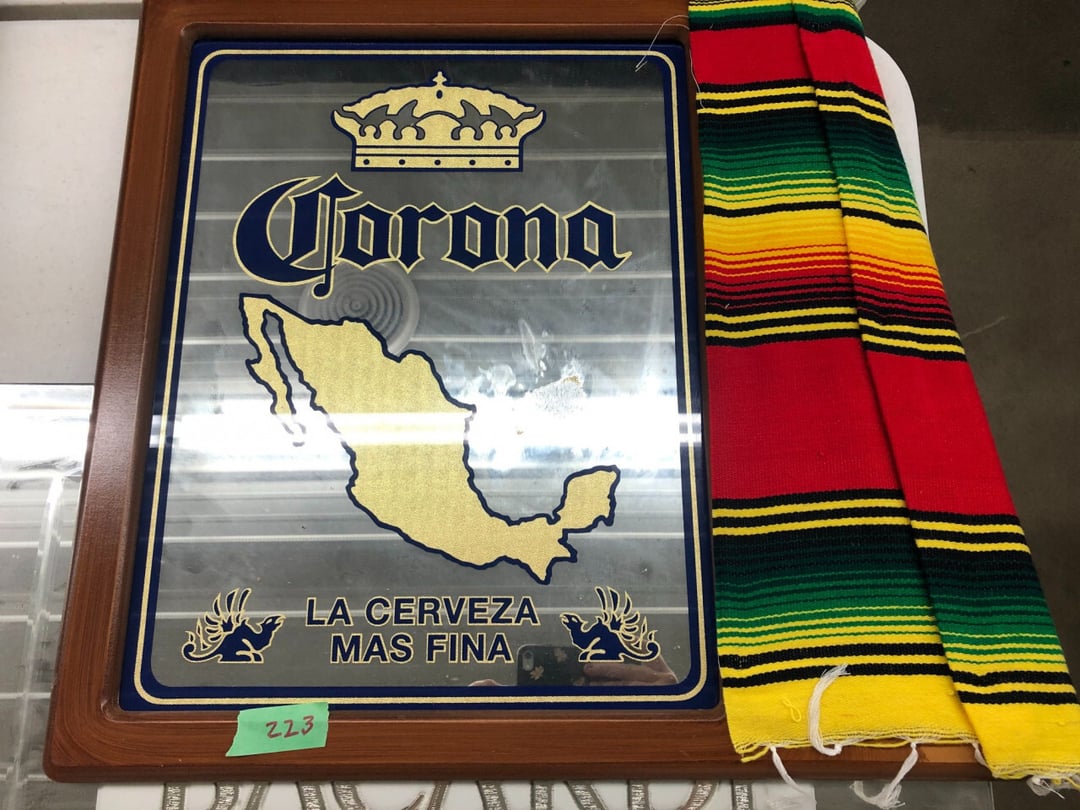 Corona
LA CERVEZA
MAS FINA
223